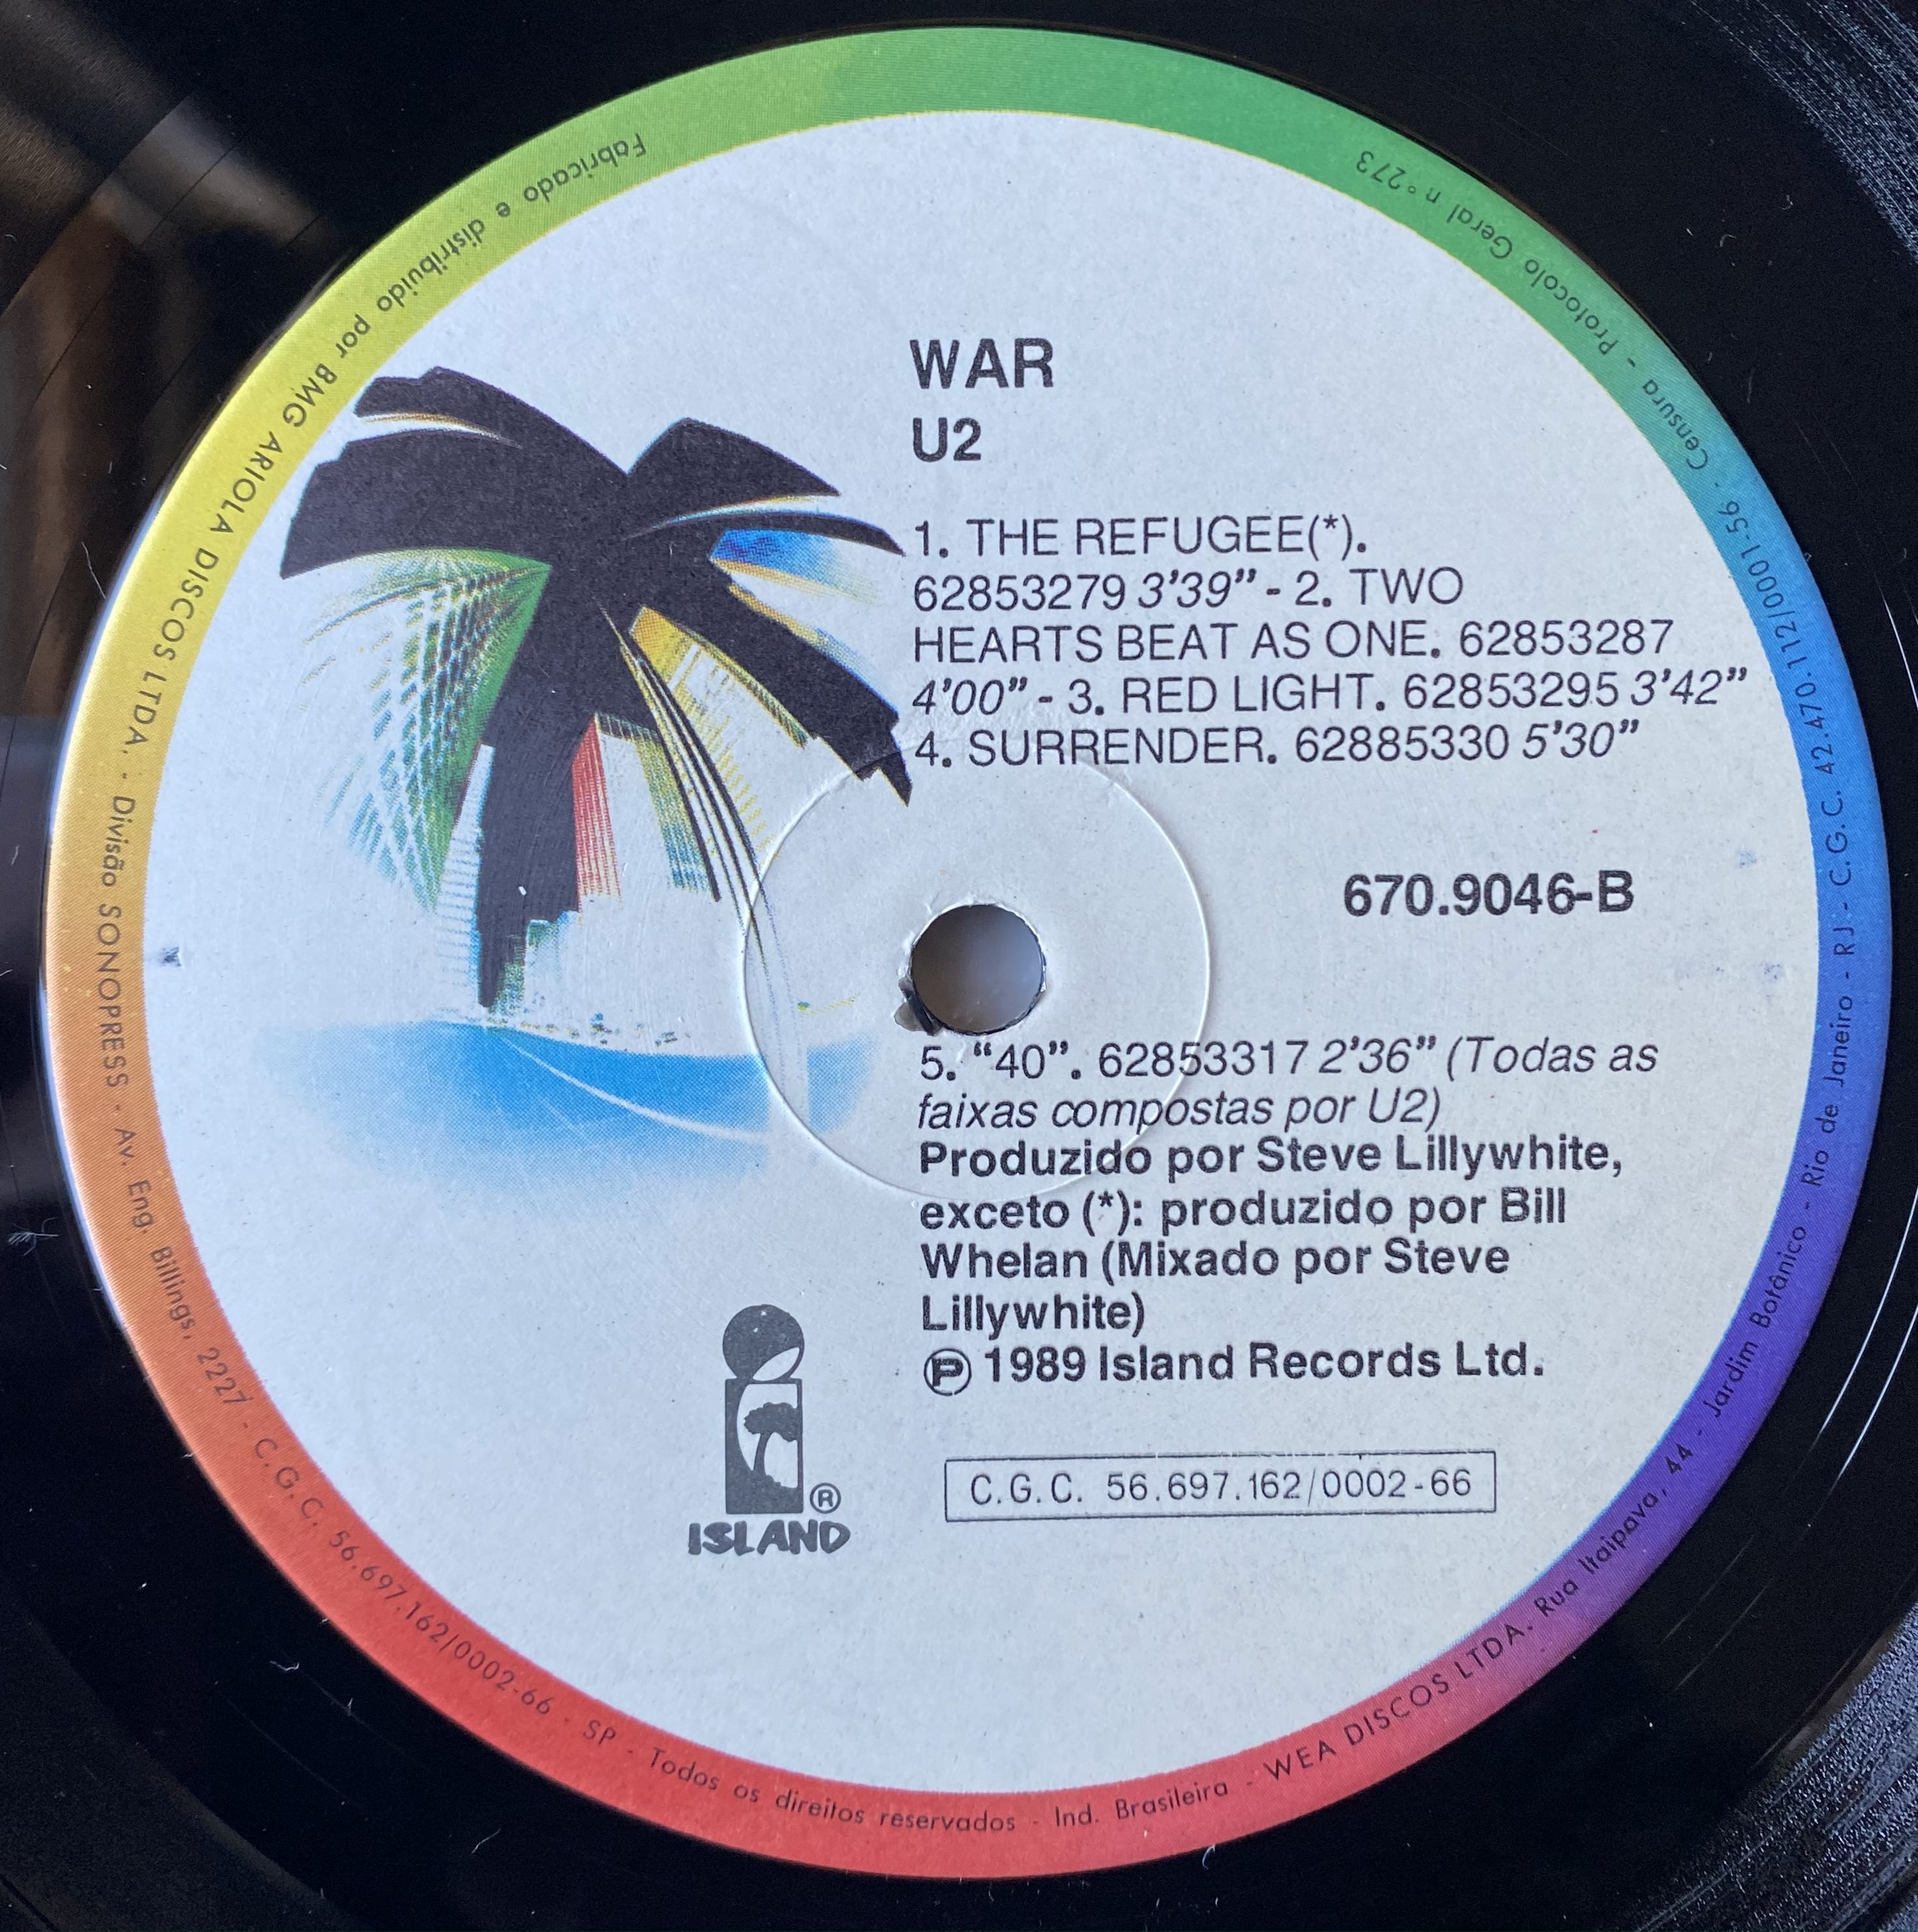 WAR
U2
1. THE REFUGEE(*).
62853279 3'39” - 2. TWO
HEARTS BEAT AS ONE. 62853287
4'00” - 3. RED LIGHT. 62853295 3'42”
4. SURRENDER. 62885330 5'30”
670.9046-B
5. “40”. 62853317 2'36” (Todas as
faixas compostas por U2)
Produzido por Steve Lillywhite,
exceto (*): produzido por Bill
Whelan (Mixado por Steve
Lillywhite)
Ⓟ 1989 Island Records Ltd.
C.G.C. 56.697.162/0002-66
®
ISLAND
Fabricado e distribuido por BMG ARIOLA DISCOS LTDA. - Divisão SONOPRESS - Av. Eng. Billings, 2227 - C.G.C. 56.697.162/0002-66 - SP - Todos os direitos reservados - Ind. Brasileira - WEA DISCOS LTDA. Rua Itaipava, 44 - Jardim Botânico - Rio de Janeiro - RJ - C.G.C. 42.470.112/0001-56 - Censura - Protocolo Geral n° 273